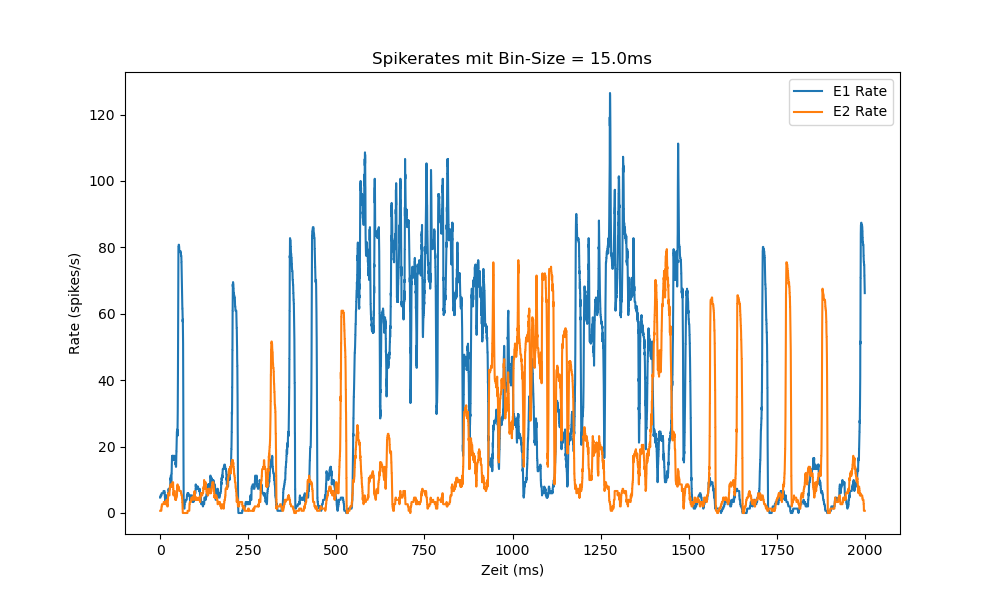 Spikerates mit Bin-Size = 15.0ms
E1 Rate
E2 Rate
Rate (spikes/s)
120
100
80
60
40
20
0
0 250 500 750 1000 1250 1500 1750 2000
Zeit (ms)